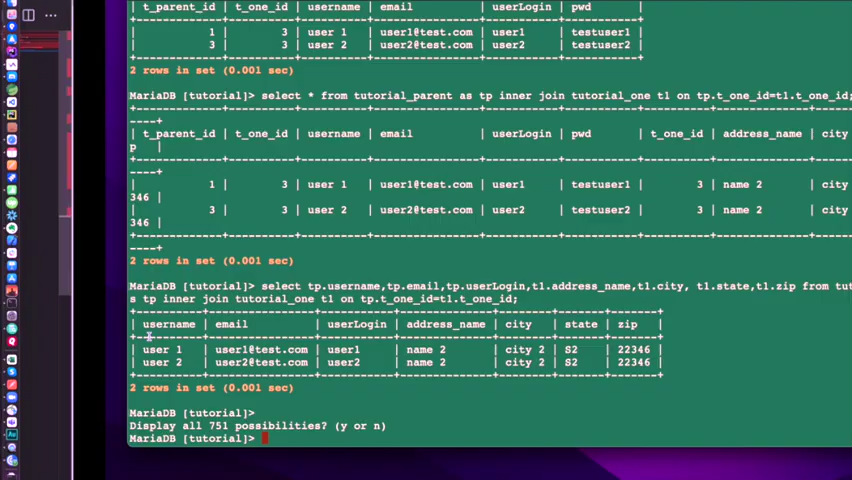 | t_parent_id | t_one_id | username | email | userLogin | pwd |
+-------------+----------+----------+----------------+-----------+-----------+
| 1 | 3 | user 1 | user1@test.com | user1 | testuser1 |
| 3 | 3 | user 2 | user2@test.com | user2 | testuser2 |
+-------------+----------+----------+----------------+-----------+-----------+
2 rows in set (0.001 sec)
MariaDB [tutorial]> select * from tutorial_parent as tp inner join tutorial_one t1 on tp.t_one_id=t1.t_one_id;
+-------------+----------+----------+----------------+-----------+-----------+----------+--------------+------
----+
| t_parent_id | t_one_id | username | email | userLogin | pwd | t_one_id | address_name | city
p |
+-------------+----------+----------+----------------+-----------+-----------+----------+--------------+------
----+
| 1 | 3 | user 1 | user1@test.com | user1 | testuser1 | 3 | name 2 | city
346 |
| 3 | 3 | user 2 | user2@test.com | user2 | testuser2 | 3 | name 2 | city
346 |
+-------------+----------+----------+----------------+-----------+-----------+----------+--------------+------
----+
2 rows in set (0.001 sec)
MariaDB [tutorial]> select tp.username,tp.email,tp.userLogin,t1.address_name,t1.city, t1.state,t1.zip from tut
s tp inner join tutorial_one t1 on tp.t_one_id=t1.t_one_id;
+----------+----------------+-----------+--------------+--------+-------+-------+
| username | email | userLogin | address_name | city | state | zip |
+----------+----------------+-----------+--------------+--------+-------+-------+
| user 1 | user1@test.com | user1 | name 2 | city 2 | S2 | 22346 |
| user 2 | user2@test.com | user2 | name 2 | city 2 | S2 | 22346 |
+----------+----------------+-----------+--------------+--------+-------+-------+
2 rows in set (0.001 sec)
MariaDB [tutorial]>
Display all 751 possibilities? (y or n)
MariaDB [tutorial]>